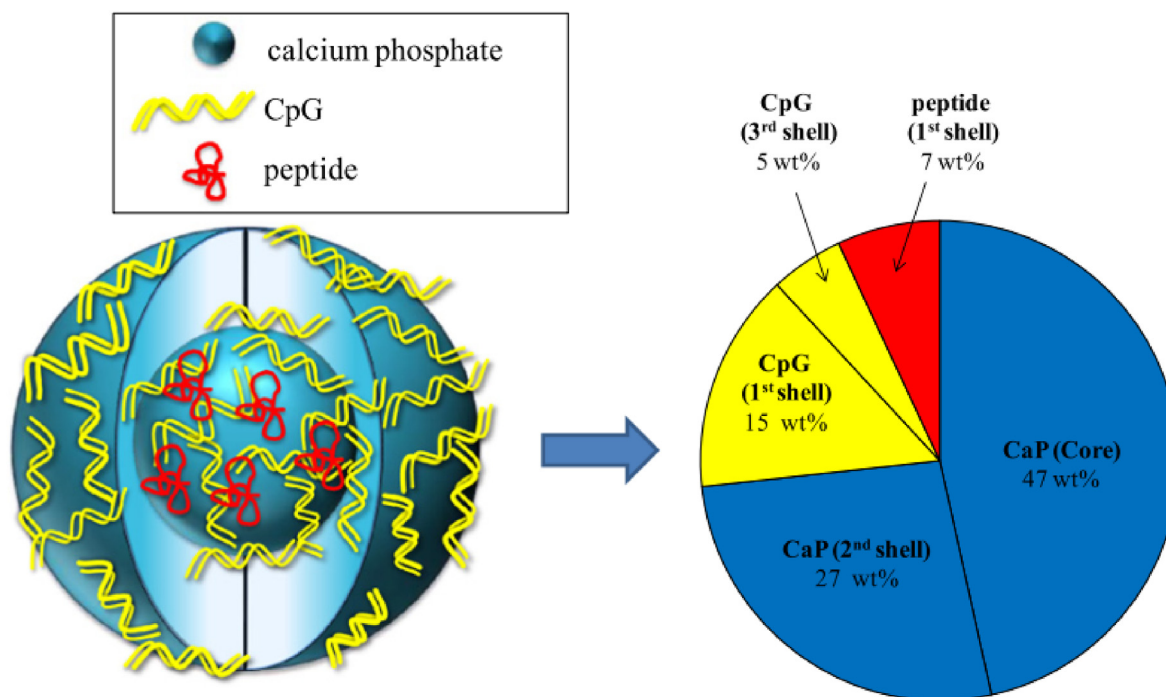 calcium phosphate
CpG
peptide
CpG
(3rd shell)
5 wt%
peptide
(1st shell)
7 wt%
CpG
(1st shell)
15 wt%
CaP (Core)
47 wt%
CaP (2nd shell)
27 wt%